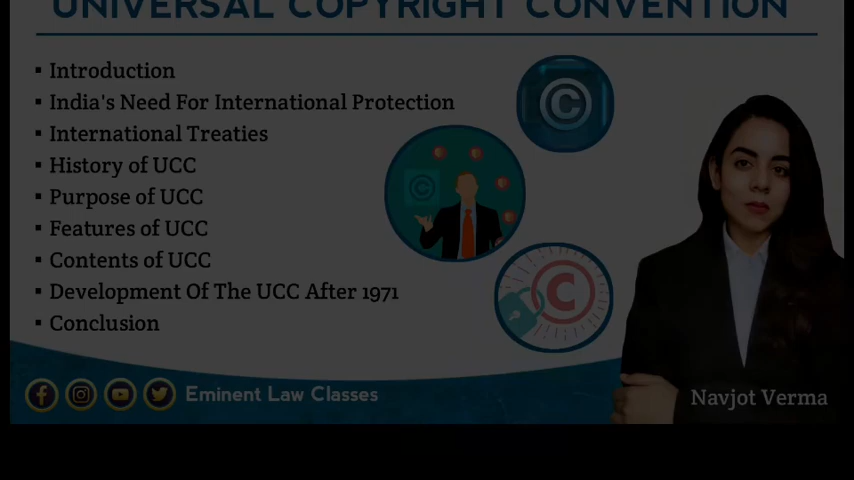 UNIVERSAL COPYRIGHT CONVENTION
▪ Introduction
▪ India's Need For International Protection
▪ International Treaties
▪ History of UCC
▪ Purpose of UCC
▪ Features of UCC
▪ Contents of UCC
▪ Development Of The UCC After 1971
▪ Conclusion
Eminent Law Classes
Navjot Verma